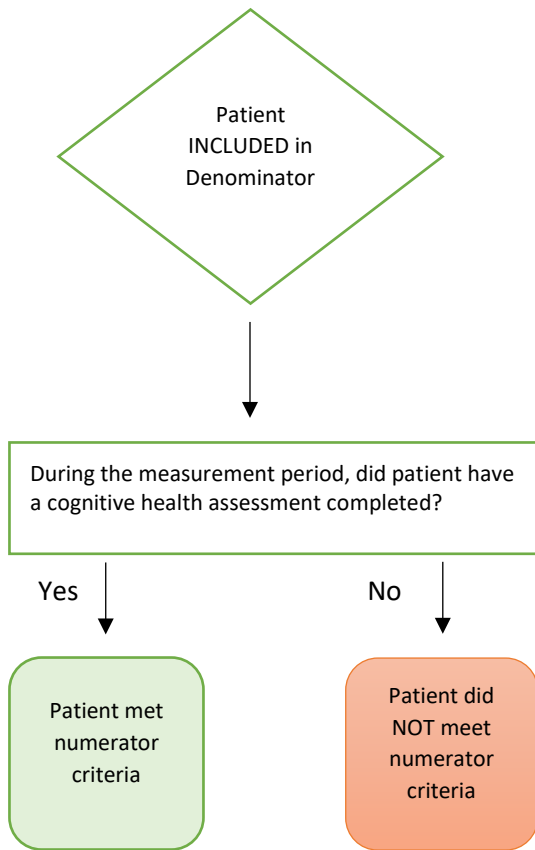 Patient
INCLUDED in
Denominator
During the measurement period, did patient have
a cognitive health assessment completed?
Yes
No
Patient met
numerator
criteria
Patient did
NOT meet
numerator
criteria